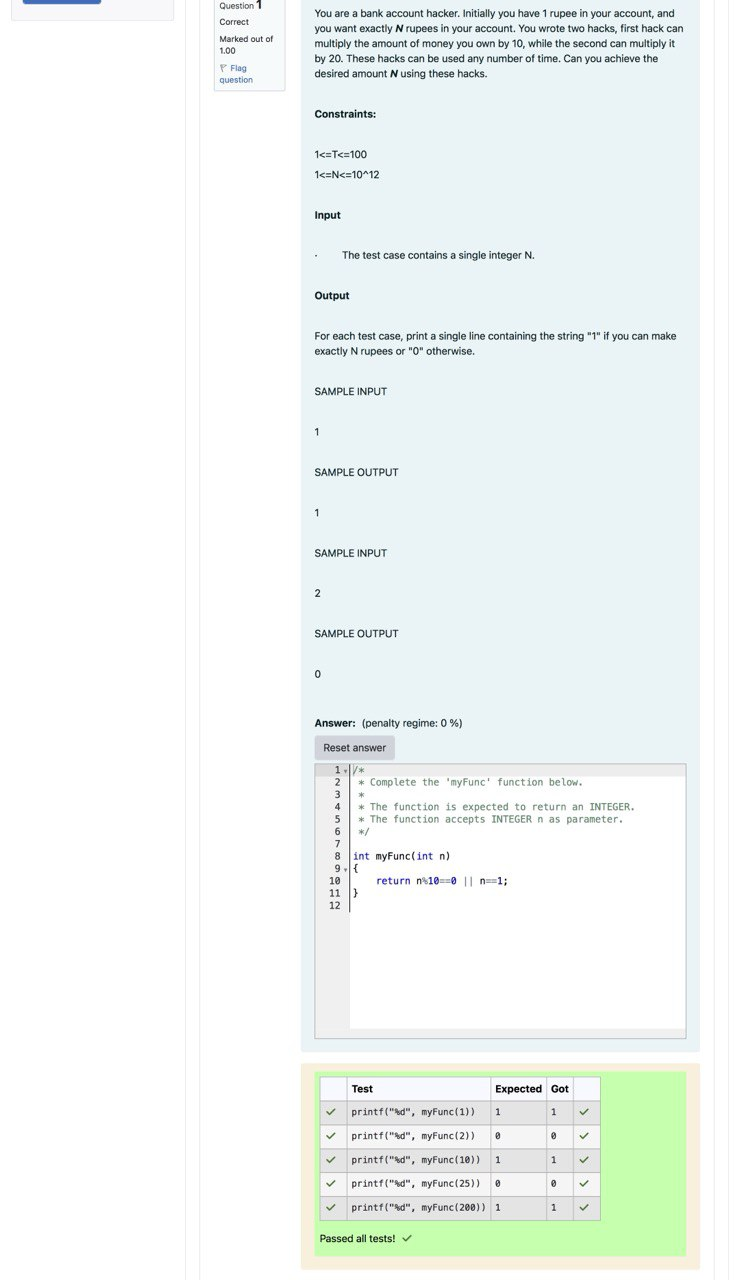 Question 1
Correct
Marked out of
1.00
Flag
question
You are a bank account hacker. Initially you have 1 rupee in your account, and
you want exactly N rupees in your account. You wrote two hacks, first hack can
multiply the amount of money you own by 10, while the second can multiply it
by 20. These hacks can be used any number of time. Can you achieve the
desired amount N using these hacks.
Constraints:
1<=T<=100
1<=N<=10^12
Input
· The test case contains a single integer N.
Output
For each test case, print a single line containing the string "1" if you can make
exactly N rupees or "0" otherwise.
SAMPLE INPUT
1
SAMPLE OUTPUT
1
SAMPLE INPUT
2
SAMPLE OUTPUT
0
Answer: (penalty regime: 0 %)
Reset answer
1 /*
2 * Complete the 'myFunc' function below.
3 *
4 * The function is expected to return an INTEGER.
5 * The function accepts INTEGER n as parameter.
6 */
7
8 int myFunc(int n)
9 {
10 return n%10==0 || n==1;
11 }
12
Test Expected Got
printf("%d", myFunc(1)) 1 1
printf("%d", myFunc(2)) 0 0
printf("%d", myFunc(10)) 1 1
printf("%d", myFunc(25)) 0 0
printf("%d", myFunc(200)) 1 1
Passed all tests!